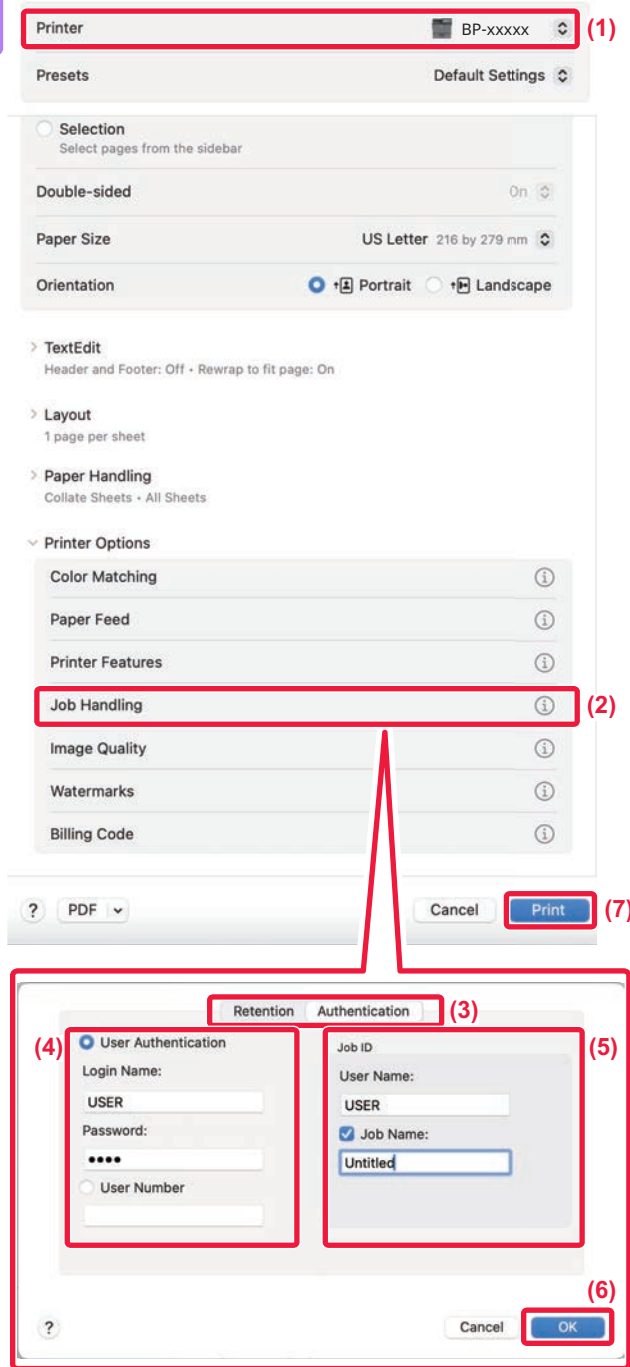 Printer BP-xxxxx (1)
Presets Default Settings
Selection
Select pages from the sidebar
Double-sided On
Paper Size US Letter 216 by 279 mm
Orientation Portrait Landscape
TextEdit
Header and Footer: Off • Rewrap to fit page: On
Layout
1 page per sheet
Paper Handling
Collate Sheets • All Sheets
Printer Options
Color Matching
Paper Feed
Printer Features
Job Handling (2)
Image Quality
Watermarks
Billing Code
? PDF Cancel Print (7)
Retention Authentication (3)
(4) User Authentication
Login Name:
USER
Password:
••••
User Number
Job ID (5)
User Name:
USER
Job Name:
Untitled
(6)
? Cancel OK